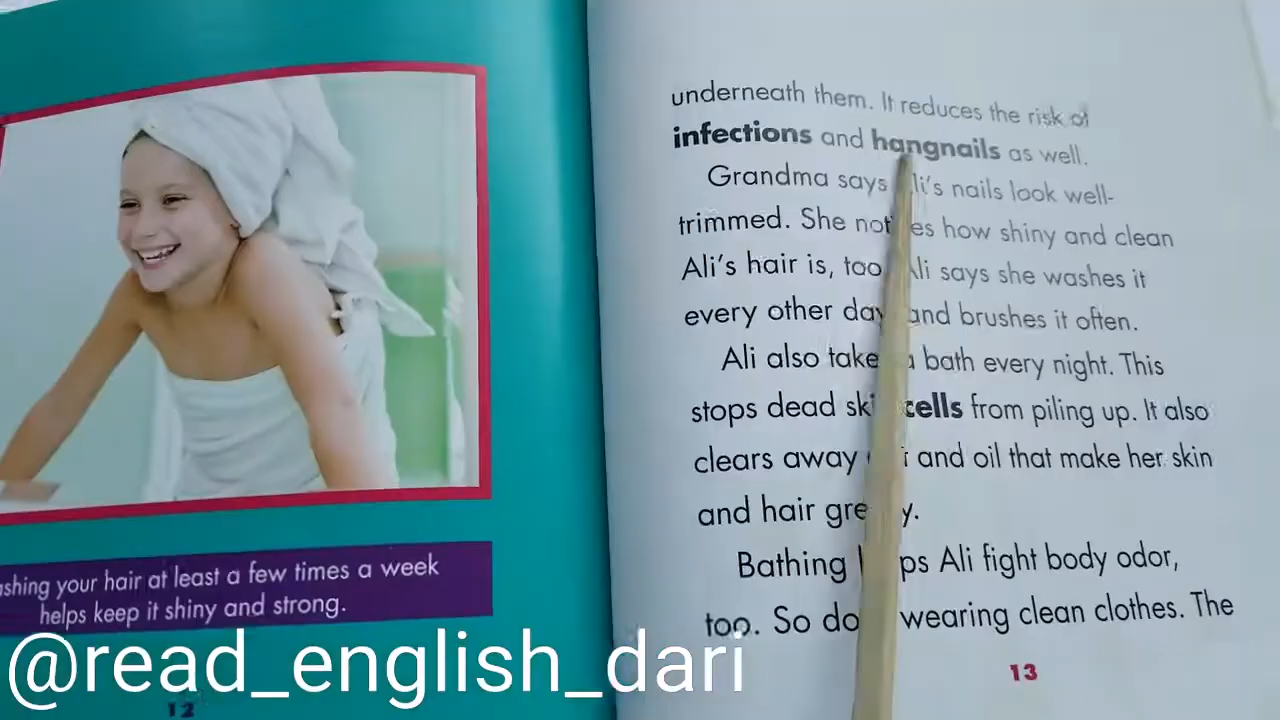 ashing your hair at least a few times a week
helps keep it shiny and strong.
12
underneath them. It reduces the risk of
infections and hangnails as well.
Grandma says Ali's nails look well-
trimmed. She notices how shiny and clean
Ali's hair is, too. Ali says she washes it
every other day and brushes it often.
Ali also takes a bath every night. This
stops dead skin cells from piling up. It also
clears away and oil that make her skin
and hair greasy.
Bathing helps Ali fight body odor,
too. So does wearing clean clothes. The
13
@read_english_dari